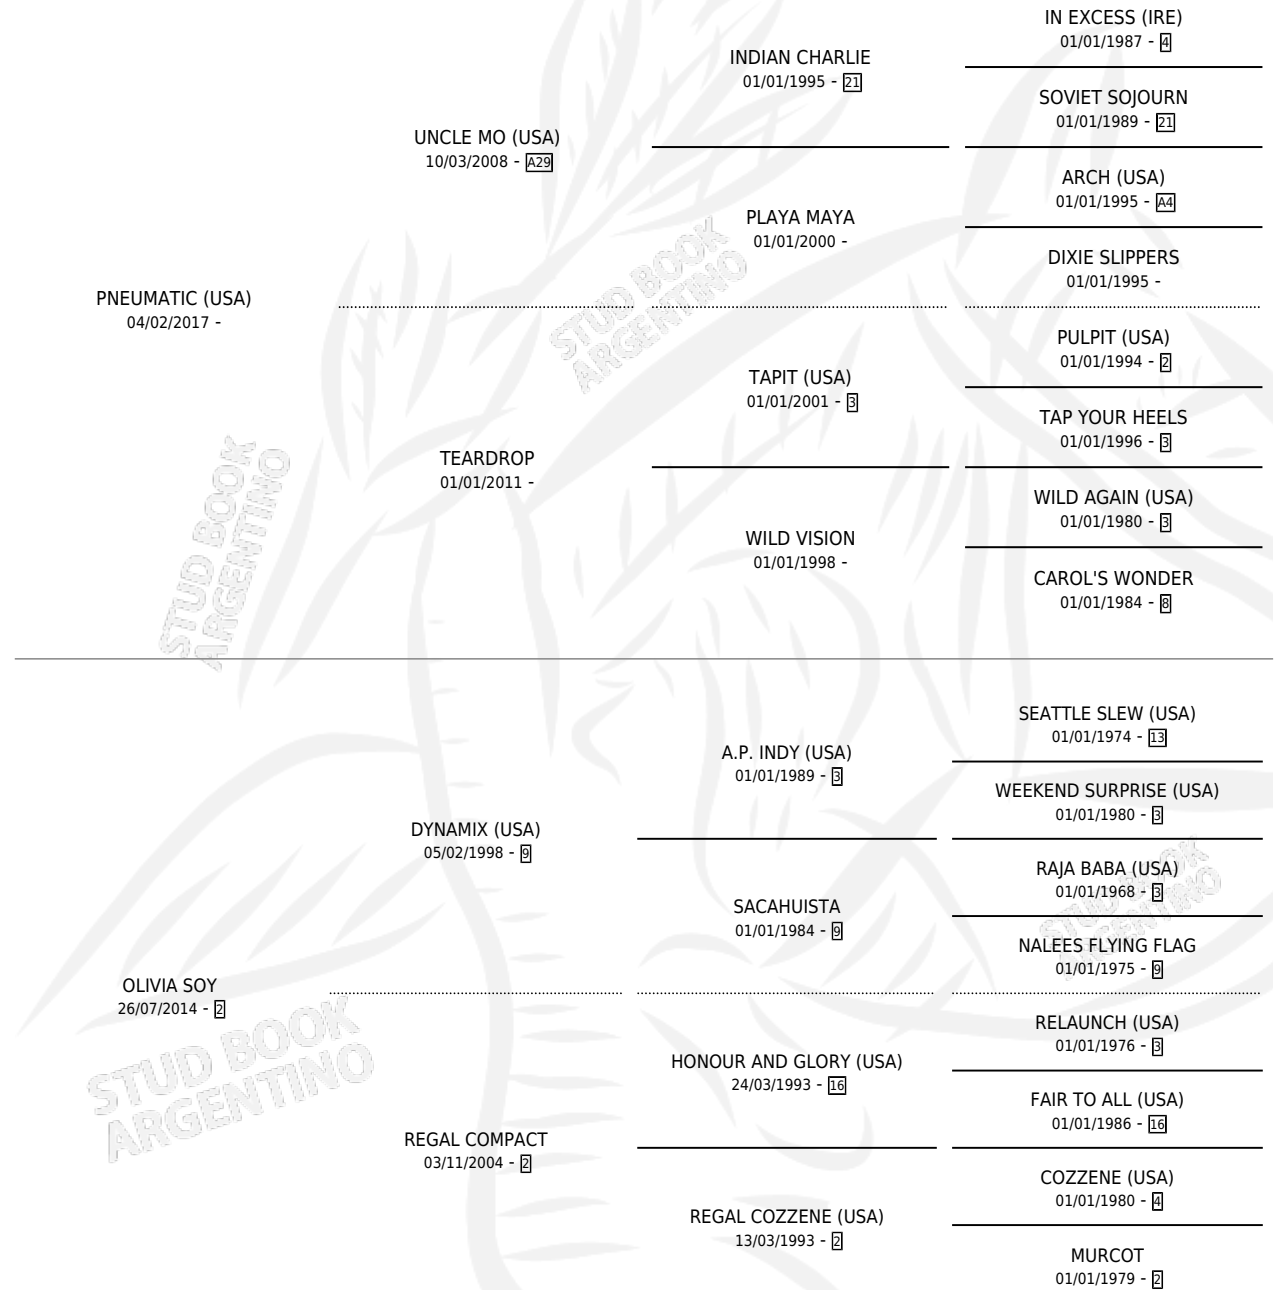 IN EXCESS (IRE)
01/01/1987 - 4
INDIAN CHARLIE
01/01/1995 - 21
SOVIET SOJOURN
01/01/1989 - 21
UNCLE MO (USA)
10/03/2008 - A29
ARCH (USA)
01/01/1995 - A4
PLAYA MAYA
01/01/2000 -
DIXIE SLIPPERS
01/01/1995 -
PNEUMATIC (USA)
04/02/2017 -
PULPIT (USA)
01/01/1994 - 2
TAPIT (USA)
01/01/2001 - 3
TAP YOUR HEELS
01/01/1996 - 3
TEARDROP
01/01/2011 -
WILD AGAIN (USA)
01/01/1980 - 3
WILD VISION
01/01/1998 -
CAROL'S WONDER
01/01/1984 - 8
SEATTLE SLEW (USA)
01/01/1974 - 13
A.P. INDY (USA)
01/01/1989 - 3
WEEKEND SURPRISE (USA)
01/01/1980 - 3
DYNAMIX (USA)
05/02/1998 - 9
RAJA BABA (USA)
01/01/1968 - 3
SACAHUISTA
01/01/1984 - 9
NALEES FLYING FLAG
01/01/1975 - 9
OLIVIA SOY
26/07/2014 - 2
RELAUNCH (USA)
01/01/1976 - 3
HONOUR AND GLORY (USA)
24/03/1993 - 16
FAIR TO ALL (USA)
01/01/1986 - 16
REGAL COMPACT
03/11/2004 - 2
COZZENE (USA)
01/01/1980 - 4
REGAL COZZENE (USA)
13/03/1993 - 2
MURCOT
01/01/1979 - 2
STUD BOOK
ARGENTINO
STUD BOOK
ARGENTINO
STUD BOOK
ARGENTINO
STUD BOOK
ARGENTINO